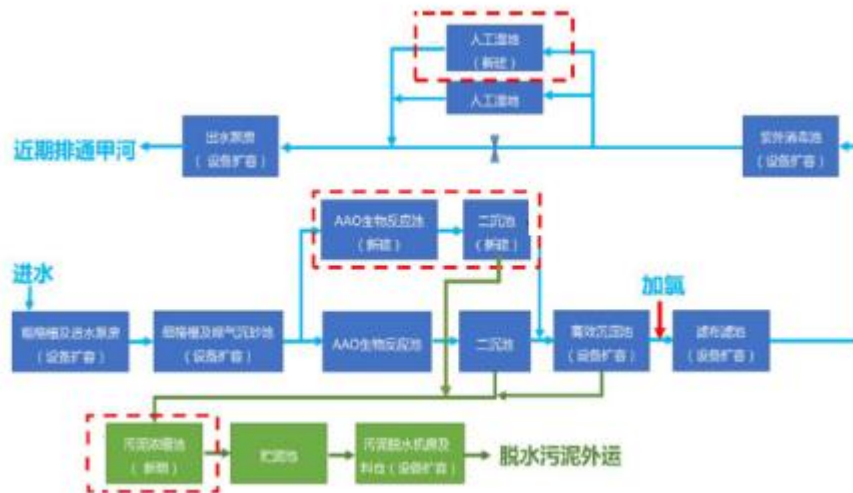 人工湿地
（新建）
人工湿地
近期排通甲河
出水泵房
（设备扩容）
紫外消毒池
（设备扩容）
AAO生物反应池
（新建）
二沉池
（新建）
进水
加氯
粗格栅及进水泵房
（设备扩容）
细格栅及曝气沉砂池
（设备扩容）
AAO生物反应池
二沉池
高效沉淀池
（设备扩容）
滤布滤池
（设备扩容）
污泥浓缩池
贮泥池
污泥脱水机房及
料仓（设备扩容）
脱水污泥外运